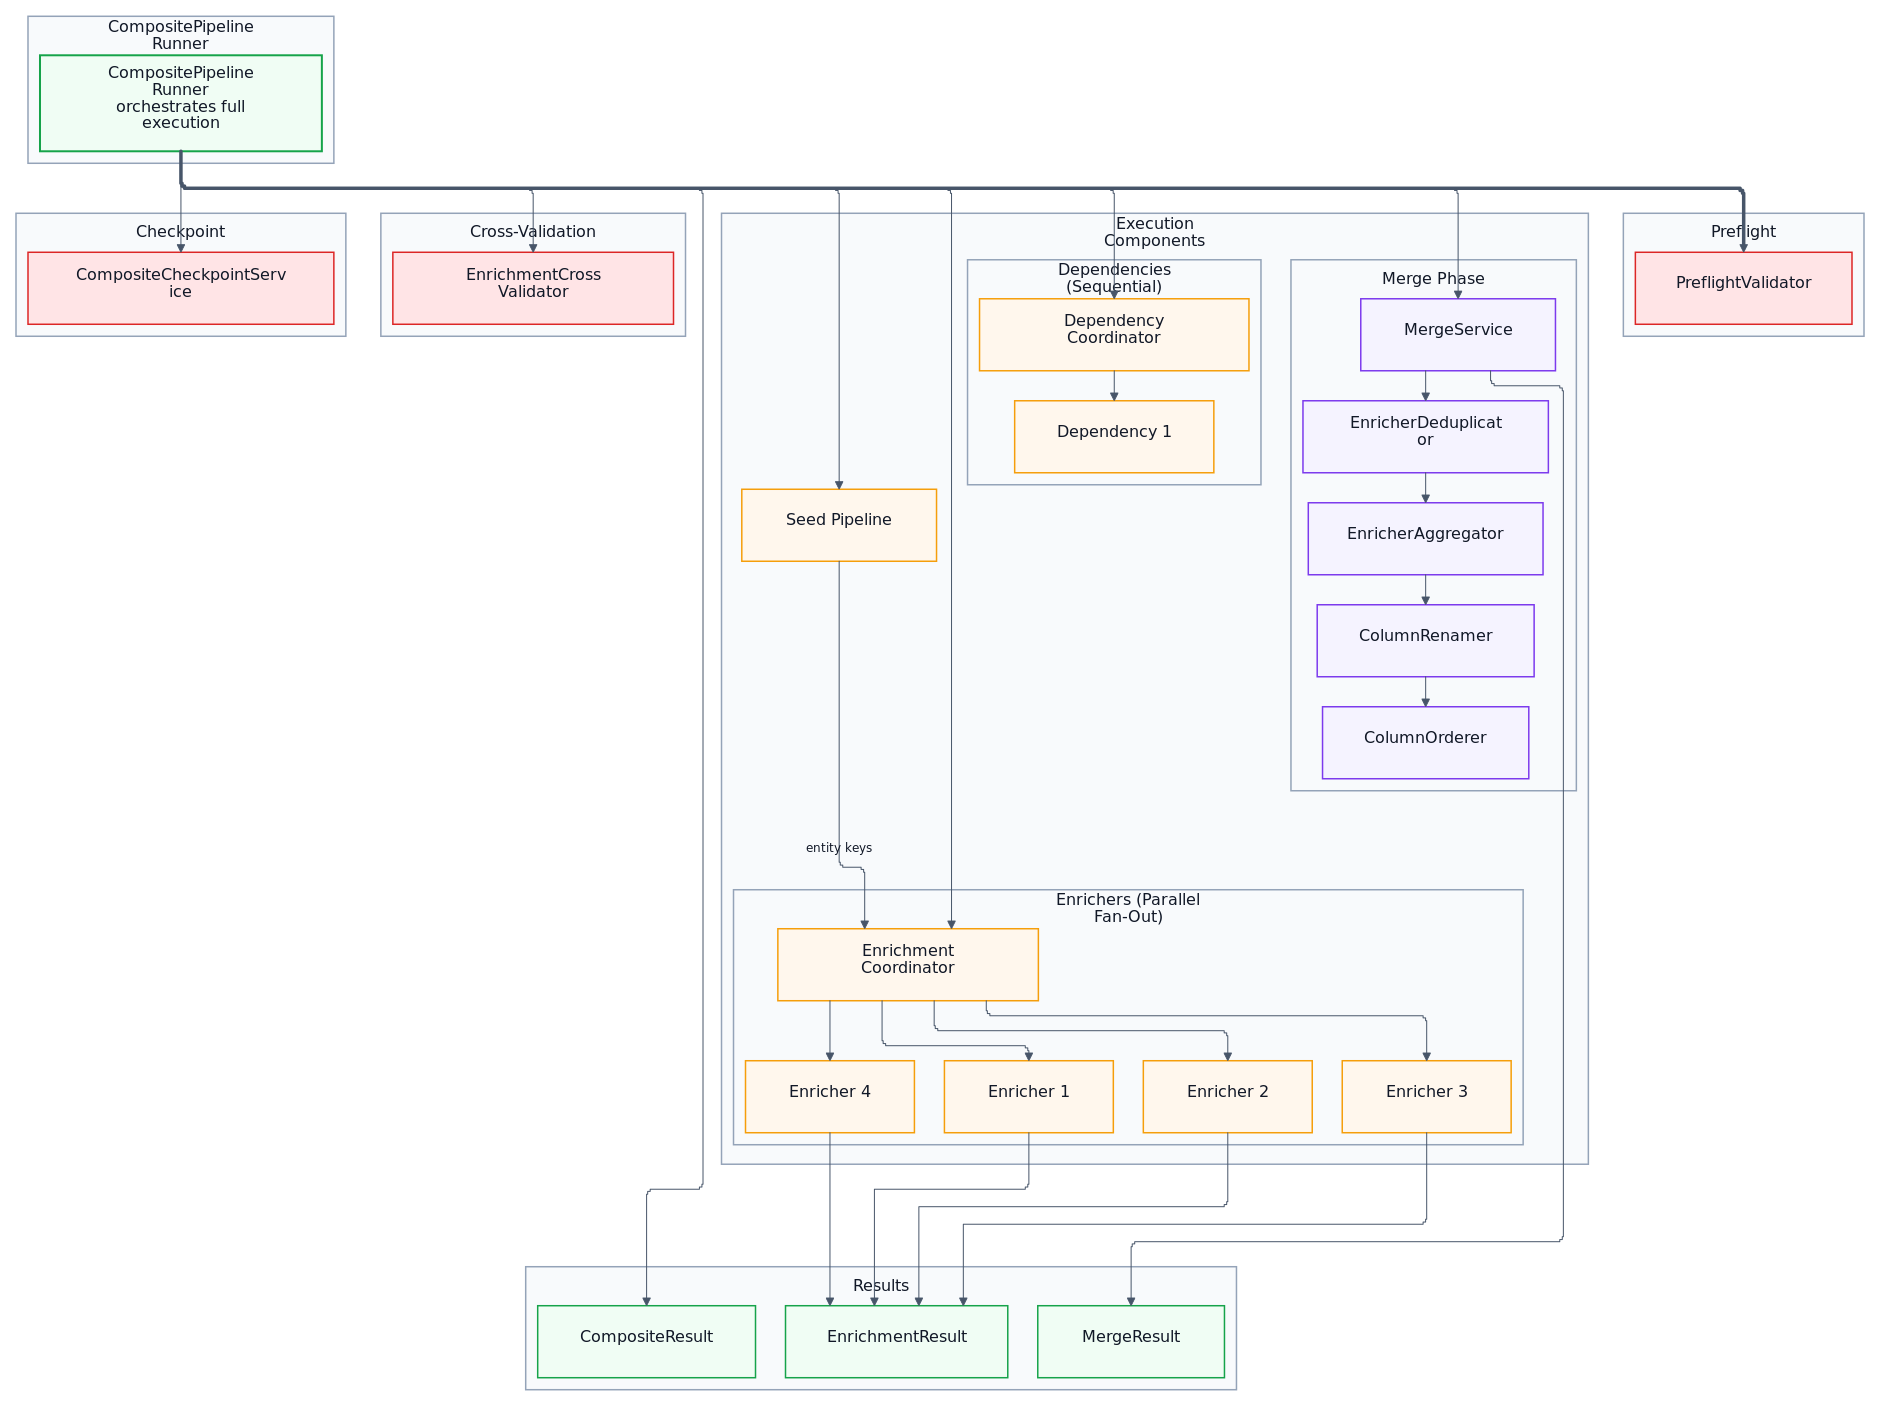 CompositePipeline
Runner
CompositePipeline
Runner
orchestrates full
execution
Checkpoint
CompositeCheckpointServ
ice
Cross-Validation
EnrichmentCross
Validator
Execution
Components
Dependencies
(Sequential)
Dependency
Coordinator
Dependency 1
Merge Phase
MergeService
EnricherDeduplicat
or
EnricherAggregator
ColumnRenamer
ColumnOrderer
Preflight
PreflightValidator
Seed Pipeline
entity keys
Enrichers (Parallel
Fan-Out)
Enrichment
Coordinator
Enricher 4
Enricher 1
Enricher 2
Enricher 3
Results
CompositeResult
EnrichmentResult
MergeResult